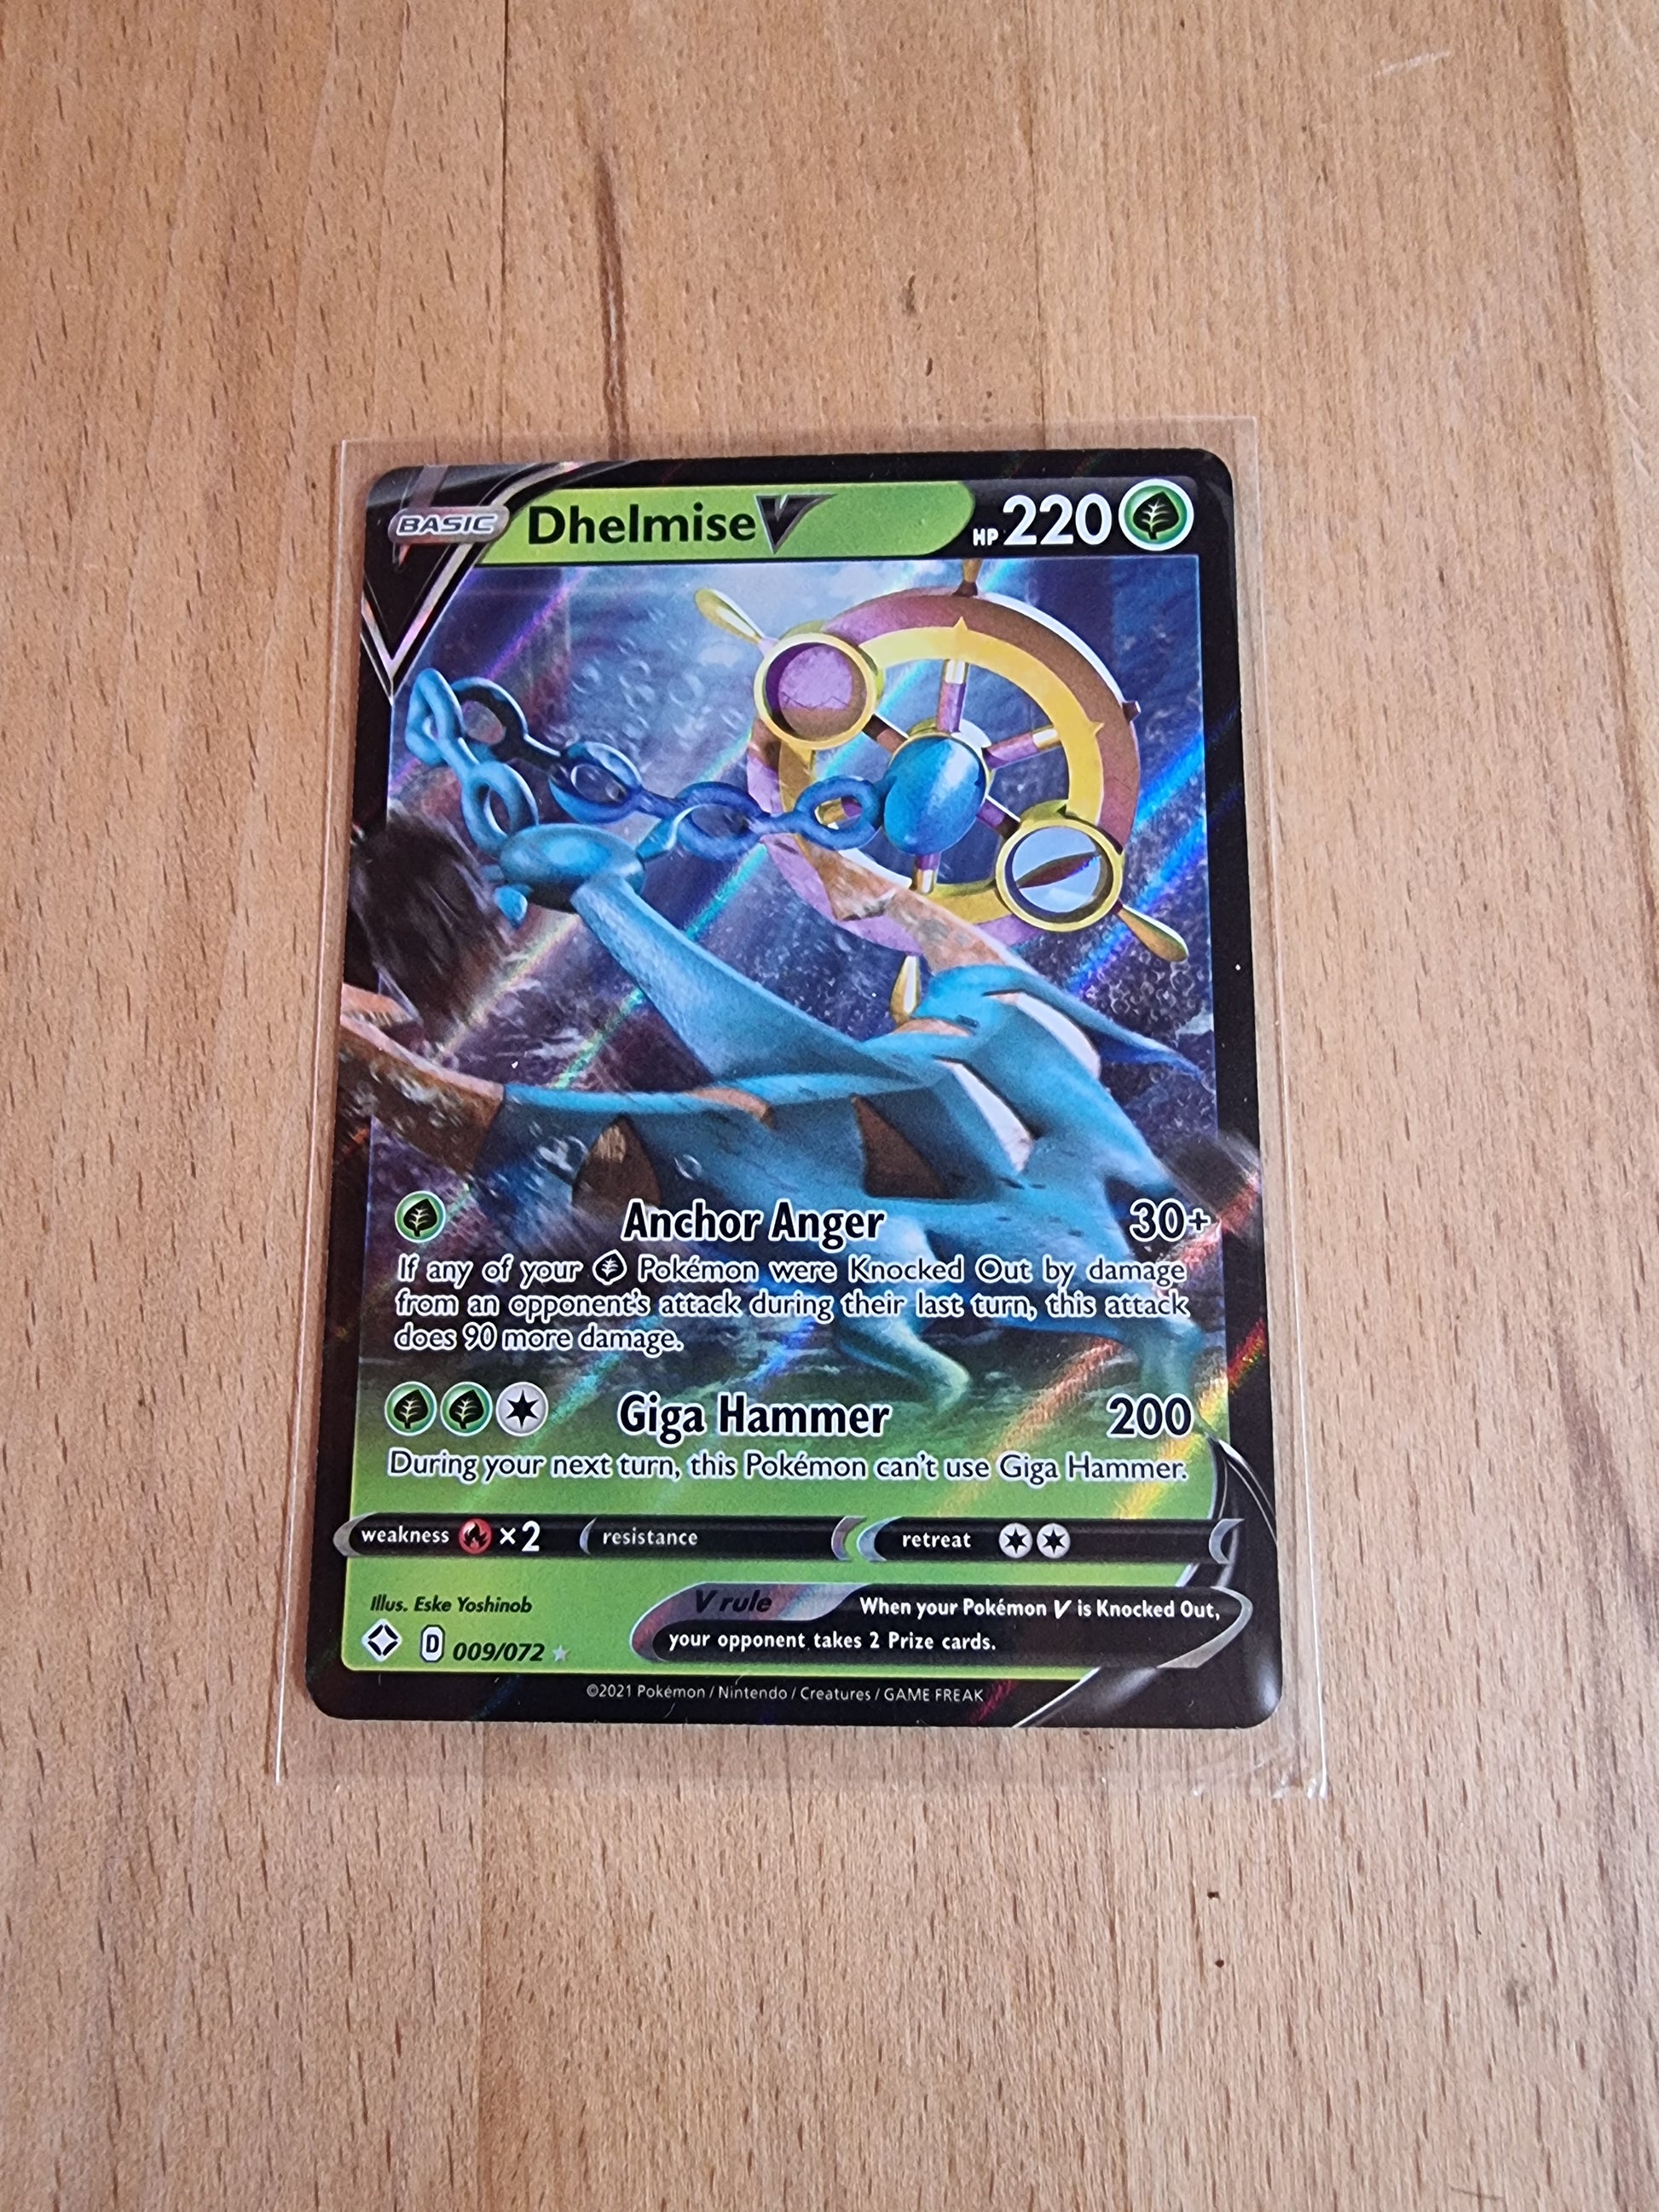 BASIC Dhelmise V HP 220
Anchor Anger 30+
If any of your Pokémon were Knocked Out by damage
from an opponent's attack during their last turn, this attack
does 90 more damage.
Giga Hammer 200
During your next turn, this Pokémon can't use Giga Hammer.
weakness ×2 resistance retreat
Illus. Eske Yoshinob
V rule When your Pokémon V is Knocked Out,
your opponent takes 2 Prize cards.
D 009/072
©2021 Pokémon / Nintendo / Creatures / GAME FREAK